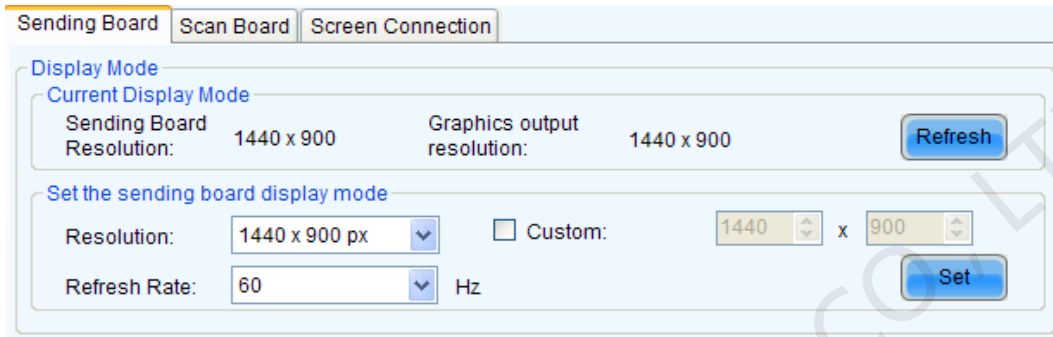 Sending Board Scan Board Screen Connection
Display Mode
Current Display Mode
Sending Board Resolution: 1440 x 900 Graphics output resolution: 1440 x 900 Refresh
Set the sending board display mode
Resolution: 1440 x 900 px Custom: 1440 x 900
Refresh Rate: 60 Hz Set
CO., LT